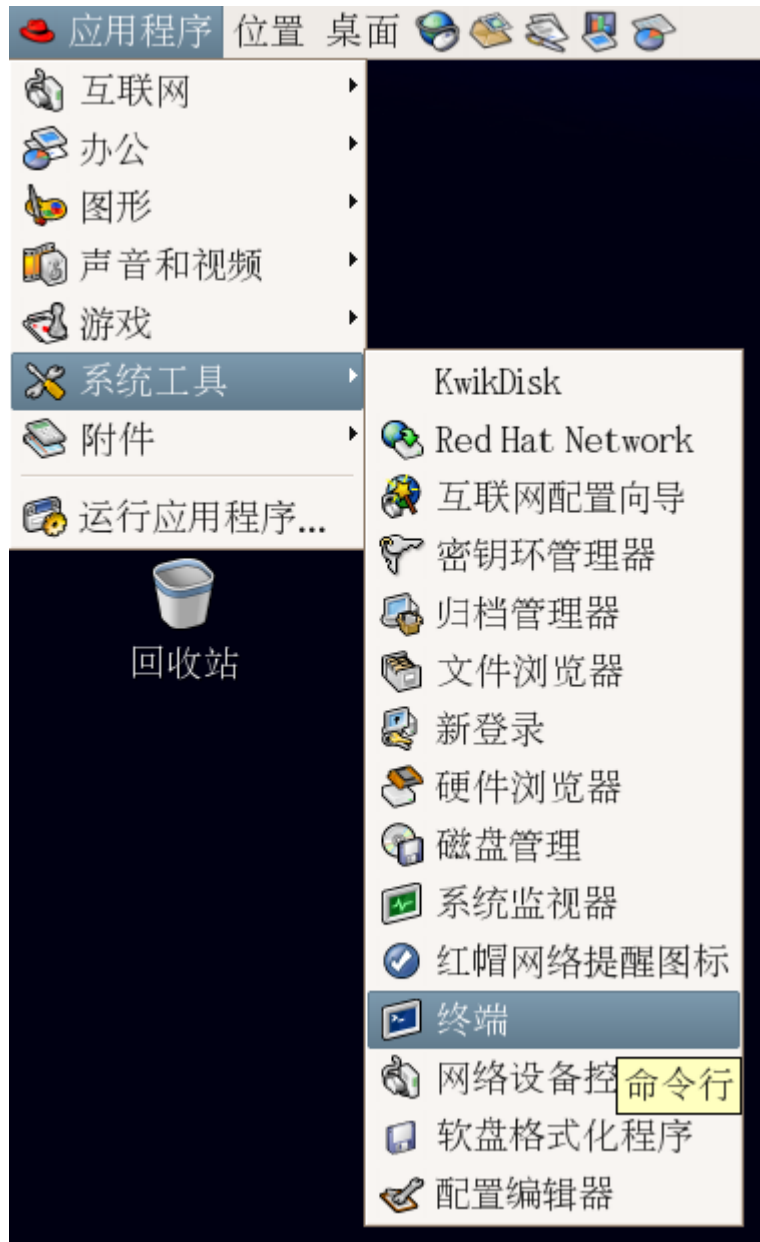 应用程序 位置 桌面
互联网
办公
图形
声音和视频
游戏
系统工具
附件
运行应用程序...
回收站
KwikDisk
Red Hat Network
互联网配置向导
密钥环管理器
归档管理器
文件浏览器
新登录
硬件浏览器
磁盘管理
系统监视器
红帽网络提醒图标
终端
网络设备控
命令行
软盘格式化程序
配置编辑器